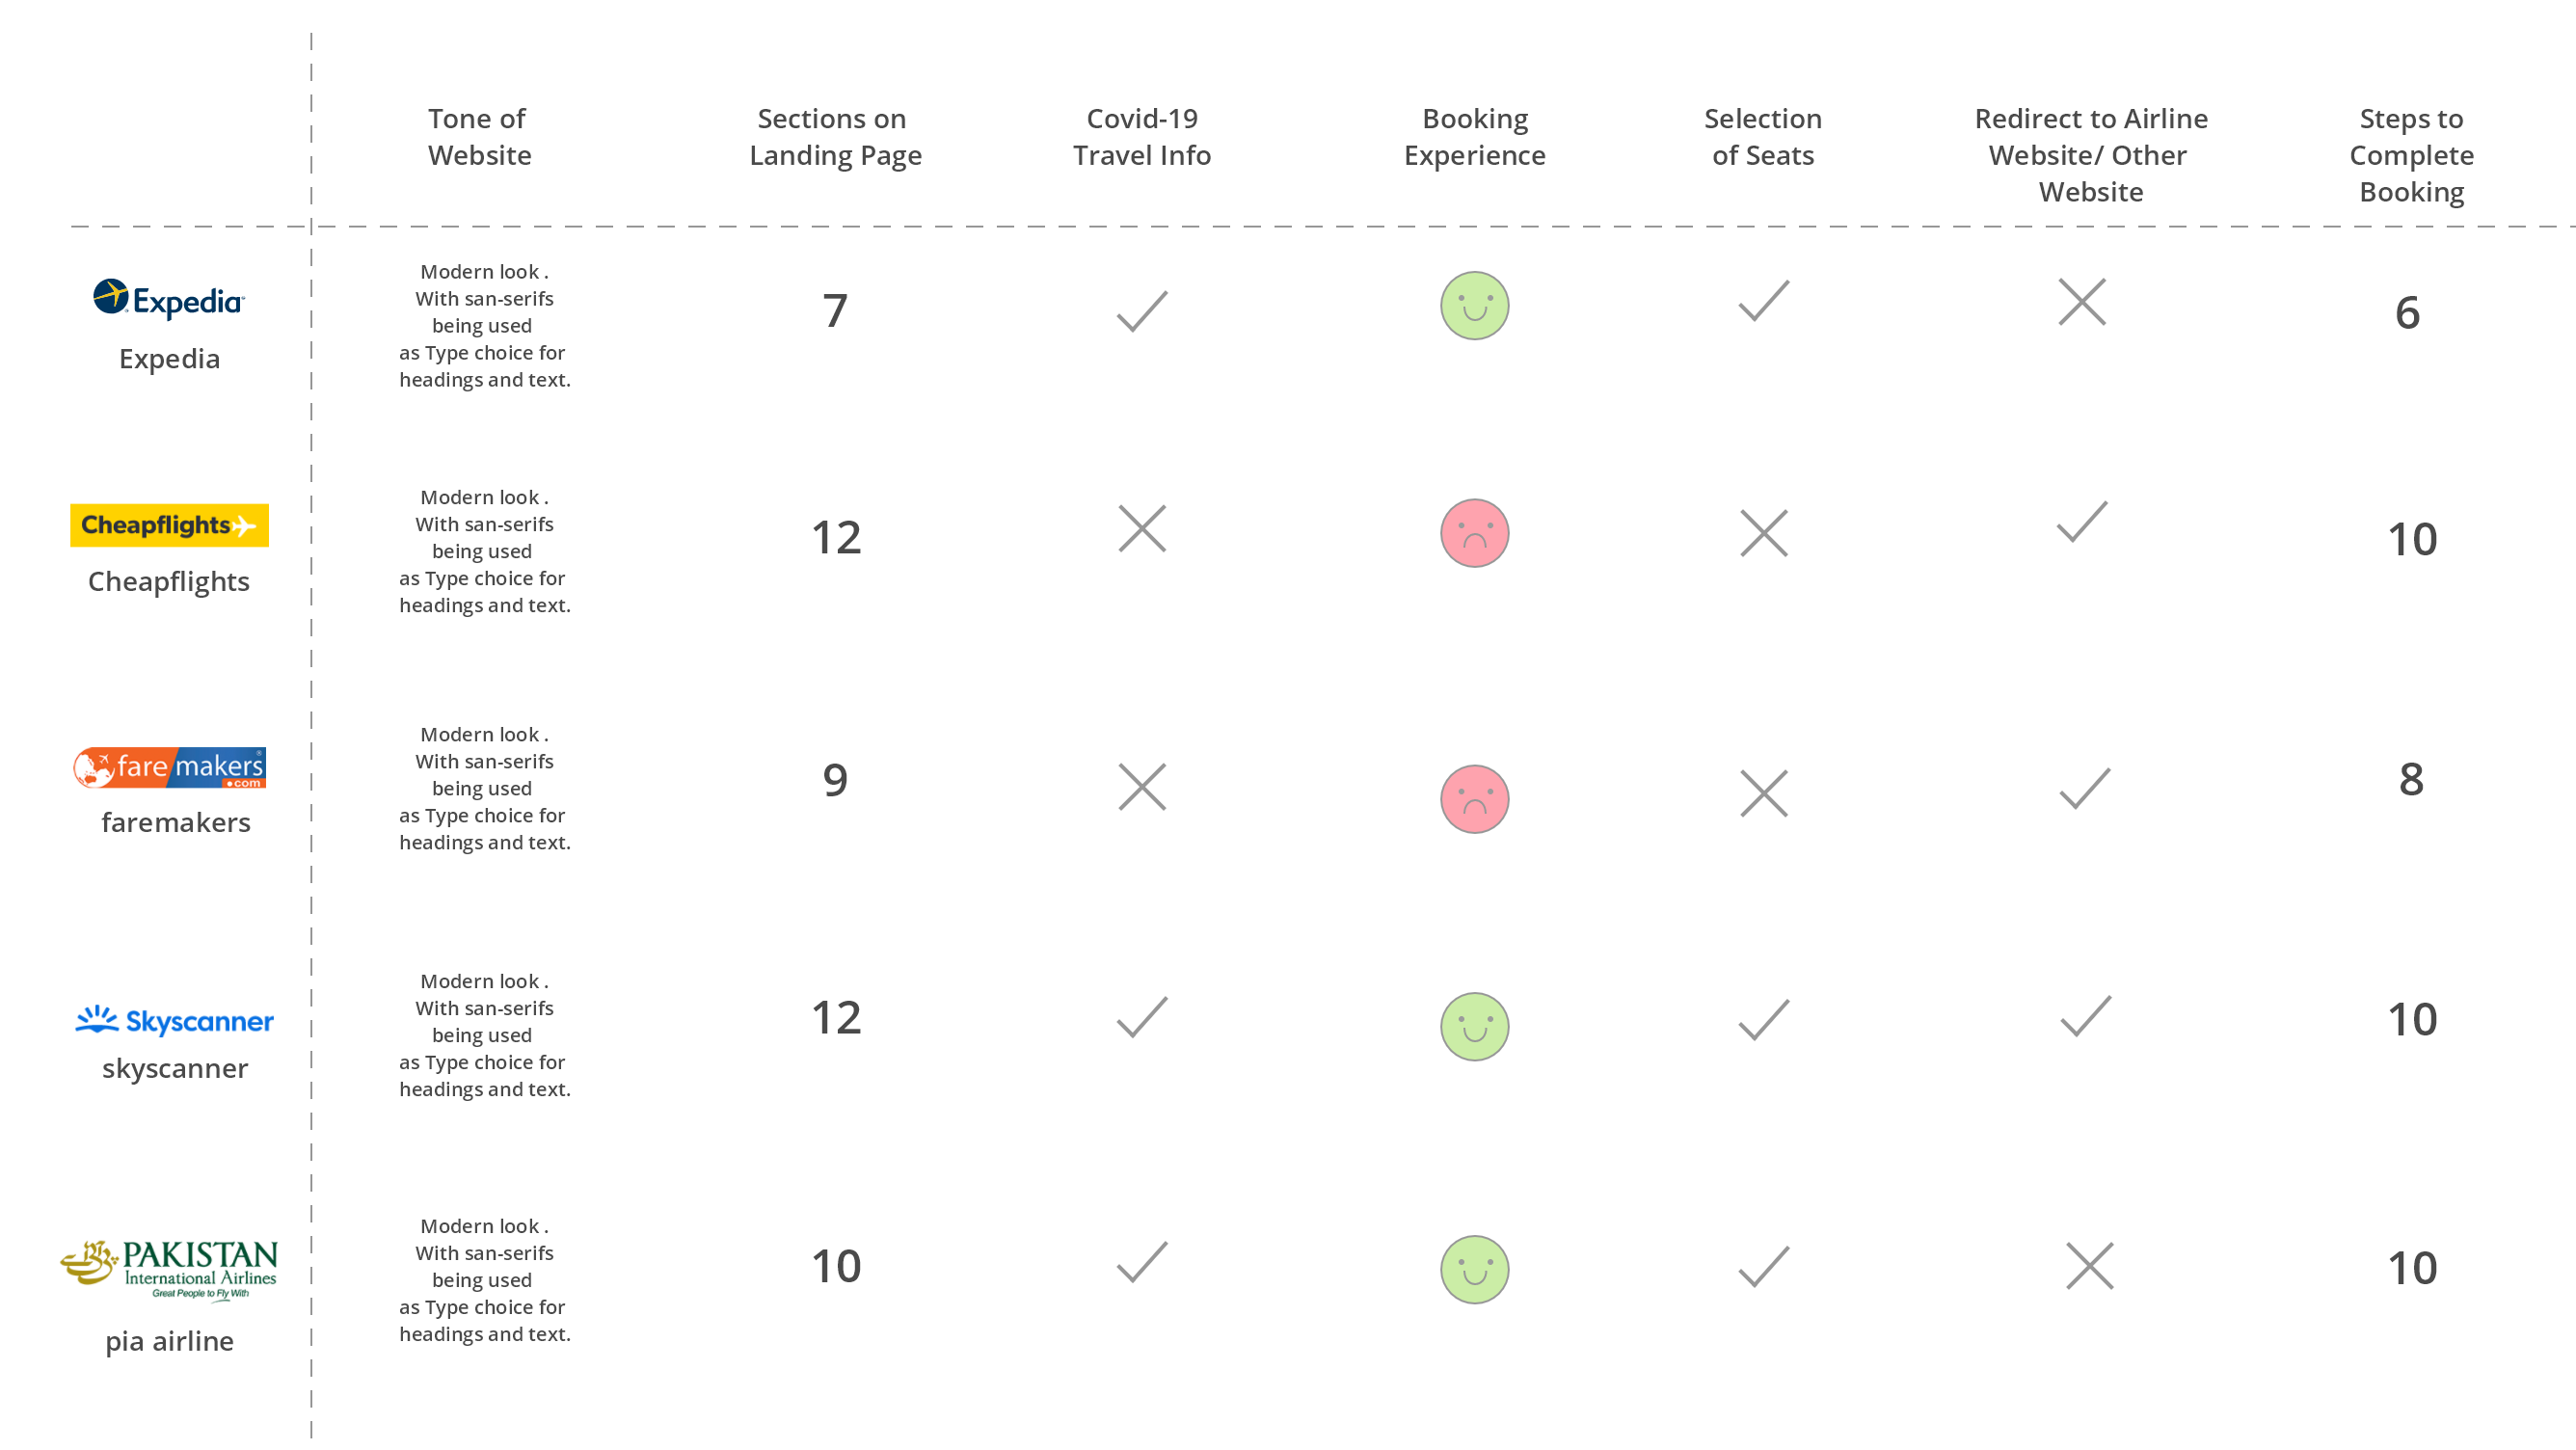 Tone of
Website
Sections on
Landing Page
Covid-19
Travel Info
Booking
Experience
Selection
of Seats
Redirect to Airline
Website/ Other
Website
Steps to
Complete
Booking
Expedia
Expedia
Modern look .
With san-serifs
being used
as Type choice for
headings and text.
7
6
Cheapflights
Cheapflights
Modern look .
With san-serifs
being used
as Type choice for
headings and text.
12
10
fare makers
.com
faremakers
Modern look .
With san-serifs
being used
as Type choice for
headings and text.
9
8
Skyscanner
skyscanner
Modern look .
With san-serifs
being used
as Type choice for
headings and text.
12
10
PAKISTAN
International Airlines
Great People to Fly With
pia airline
Modern look .
With san-serifs
being used
as Type choice for
headings and text.
10
10